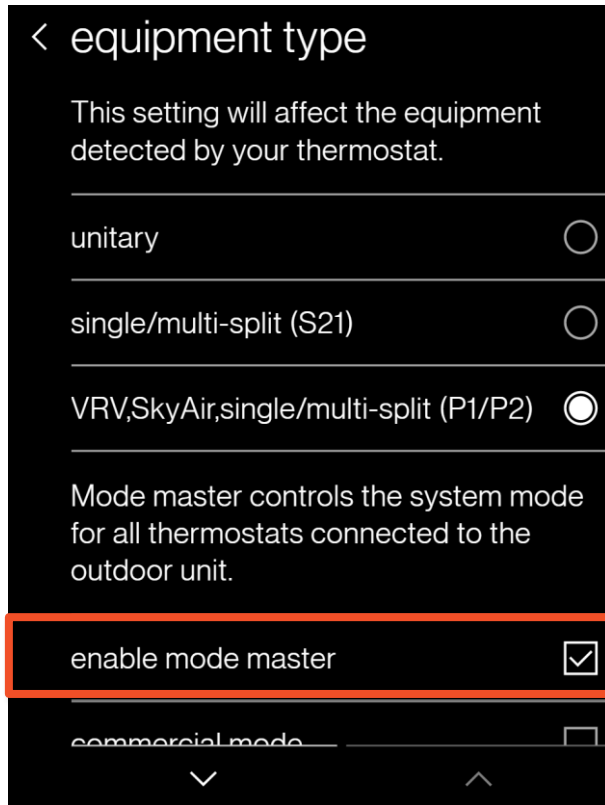 equipment type
This setting will affect the equipment
detected by your thermostat.
unitary
single/multi-split (S21)
VRV,SkyAir,single/multi-split (P1/P2)
Mode master controls the system mode
for all thermostats connected to the
outdoor unit.
enable mode master
commercial mode